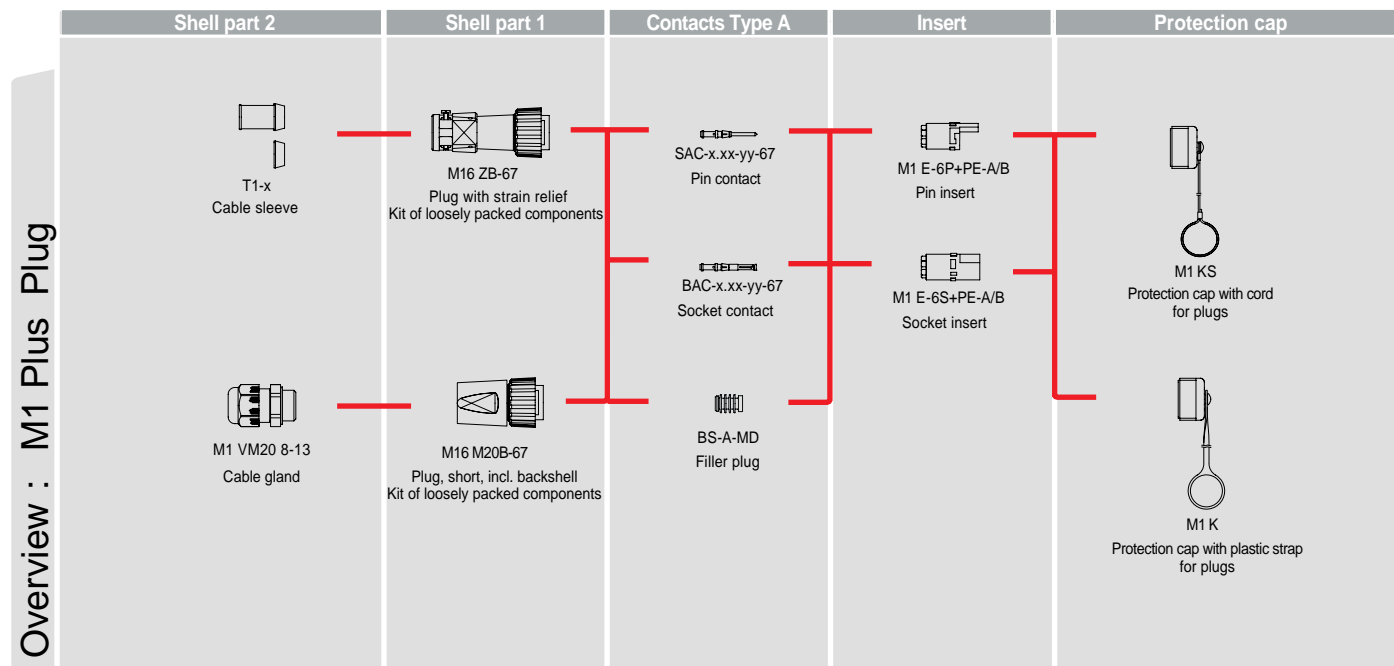 Overview : M1 Plus Plug
Shell part 2
Shell part 1
Contacts Type A
Insert
Protection cap
T1-x
Cable sleeve
M1 VM20 8-13
Cable gland
M16 ZB-67
Plug with strain relief
Kit of loosely packed components
M16 M20B-67
Plug, short, incl. backshell
Kit of loosely packed components
SAC-x.xx-yy-67
Pin contact
BAC-x.xx-yy-67
Socket contact
BS-A-MD
Filler plug
M1 E-6P+PE-A/B
Pin insert
M1 E-6S+PE-A/B
Socket insert
M1 KS
Protection cap with cord
for plugs
M1 K
Protection cap with plastic strap
for plugs